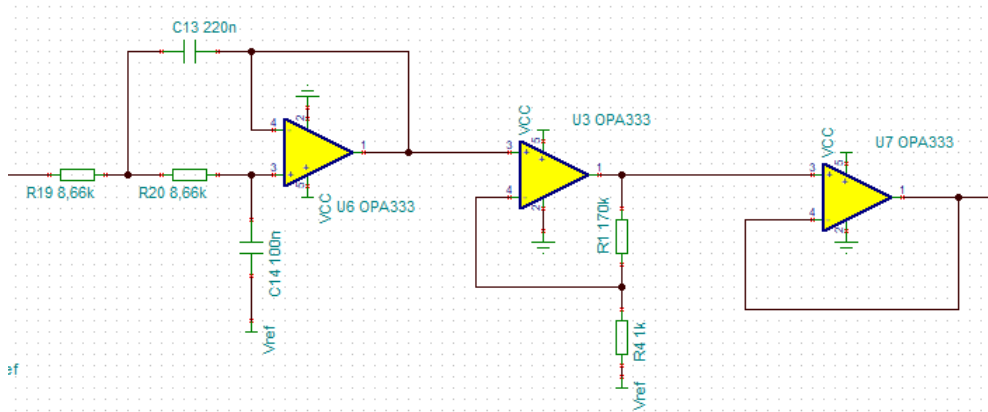 C13 220n
4
2
1
3
5
VCC
U6 OPA333
R19 8,66k
R20 8,66k
C14 100n
Vref
VCC
U3 OPA333
3
5
1
4
2
R1 170k
R4 1k
Vref
VCC
U7 OPA333
3
5
1
4
2
ef